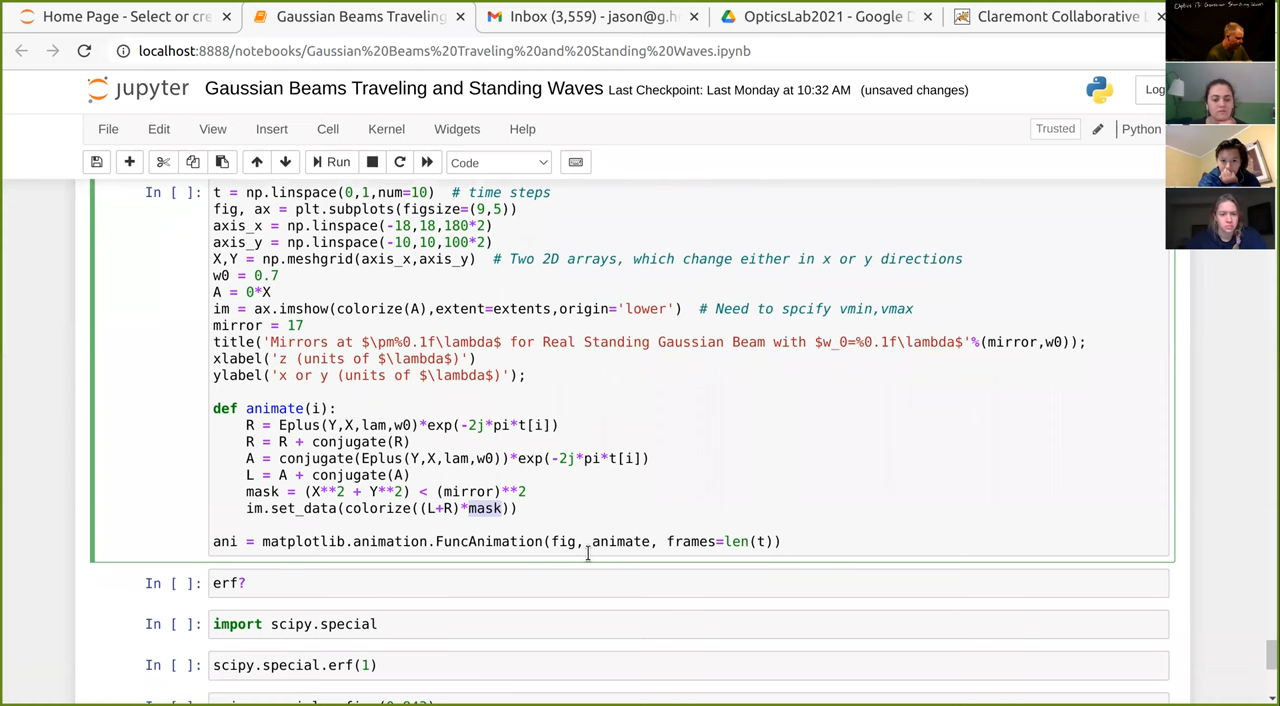 Home Page - Select or cre
Gaussian Beams Traveling
Inbox (3,559) - jason@g.h
OpticsLab2021 - Google D
Claremont Collaborative L
localhost:8888/notebooks/Gaussian%20Beams%20Traveling%20and%20Standing%20Waves.ipynb
jupyter Gaussian Beams Traveling and Standing Waves Last Checkpoint: Last Monday at 10:32 AM (unsaved changes)
Log
File Edit View Insert Cell Kernel Widgets Help
Trusted
Python
Run
Code
In [ ]: t = np.linspace(0,1,num=10)  # time steps
fig, ax = plt.subplots(figsize=(9,5))
axis_x = np.linspace(-18,18,180*2)
axis_y = np.linspace(-10,10,100*2)
X,Y = np.meshgrid(axis_x,axis_y)  # Two 2D arrays, which change either in x or y directions
w0 = 0.7
A = 0*X
im = ax.imshow(colorize(A),extent=extents,origin='lower')  # Need to spcify vmin,vmax
mirror = 17
title('Mirrors at $\pm%0.1f\lambda$ for Real Standing Gaussian Beam with $w_0=%0.1f\lambda$'%(mirror,w0));
xlabel('z (units of $\lambda$)')
ylabel('x or y (units of $\lambda$)');
def animate(i):
R = Eplus(Y,X,lam,w0)*exp(-2j*pi*t[i])
R = R + conjugate(R)
A = conjugate(Eplus(Y,X,lam,w0))*exp(-2j*pi*t[i])
L = A + conjugate(A)
mask = (X**2 + Y**2) < (mirror)**2
im.set_data(colorize((L+R)*mask))
ani = matplotlib.animation.FuncAnimation(fig, animate, frames=len(t))
In [ ]: erf?
In [ ]: import scipy.special
In [ ]: scipy.special.erf(1)